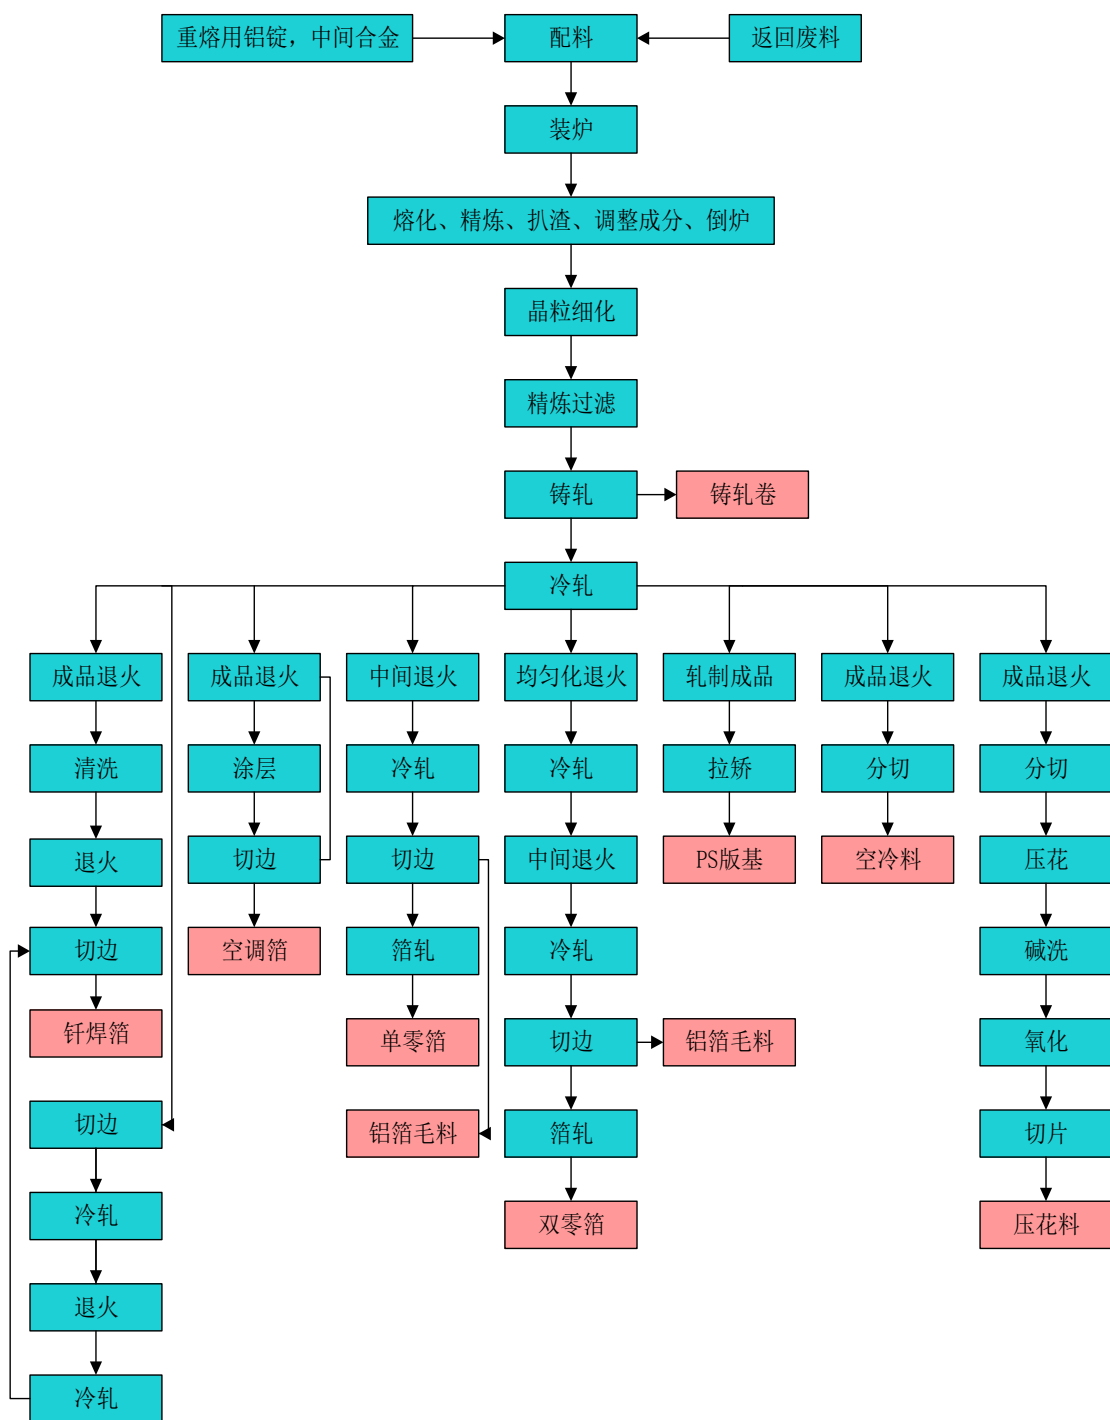 重熔用铝锭，中间合金
配料
返回废料
装炉
熔化、精炼、扒渣、调整成分、倒炉
晶粒细化
精炼过滤
铸轧
铸轧卷
冷轧
成品退火
成品退火
中间退火
均匀化退火
轧制成品
成品退火
成品退火
清洗
涂层
冷轧
冷轧
拉矫
分切
分切
退火
切边
切边
中间退火
PS版基
空冷料
压花
切边
空调箔
箔轧
冷轧
碱洗
钎焊箔
单零箔
切边
铝箔毛料
氧化
切边
铝箔毛料
箔轧
切片
冷轧
双零箔
压花料
退火
冷轧